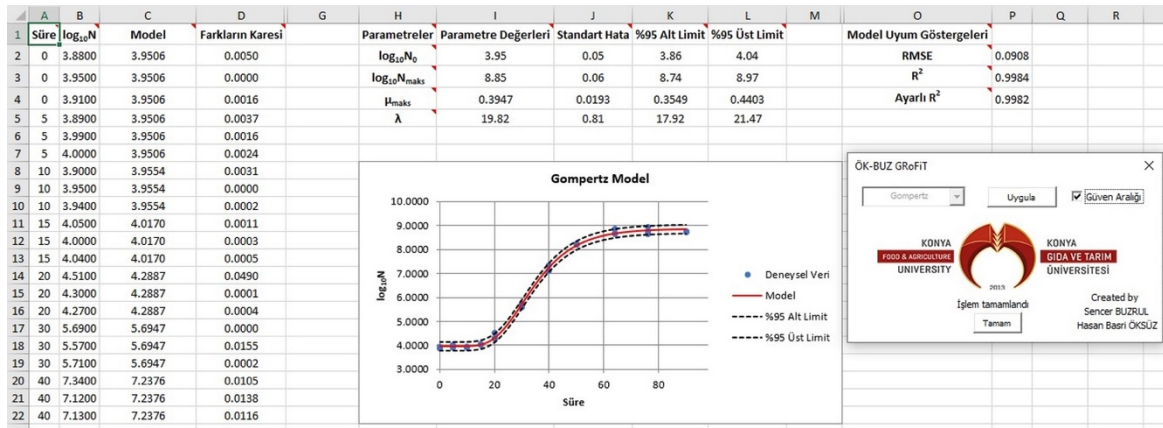 A B C D G H I J K L M O P Q R
1 Süre log₁₀N Model Farkların Karesi Parametreler Parametre Değerleri Standart Hata %95 Alt Limit %95 Üst Limit Model Uyum Göstergeleri
2 0 3.8800 3.9506 0.0050 log₁₀N₀ 3.95 0.05 3.86 4.04 RMSE 0.0908
3 0 3.9500 3.9506 0.0000 log₁₀Nmaks 8.85 0.06 8.74 8.97 R² 0.9984
4 0 3.9100 3.9506 0.0016 μmaks 0.3947 0.0193 0.3549 0.4403 Ayarlı R² 0.9982
5 5 3.8900 3.9506 0.0037 λ 19.82 0.81 17.92 21.47
6 5 3.9900 3.9506 0.0016
7 5 4.0000 3.9506 0.0024
8 10 3.9000 3.9554 0.0031
9 10 3.9500 3.9554 0.0000
10 10 3.9400 3.9554 0.0002
11 15 4.0500 4.0170 0.0011
12 15 4.0000 4.0170 0.0003
13 15 4.0400 4.0170 0.0005
14 20 4.5100 4.2887 0.0490
15 20 4.3000 4.2887 0.0001
16 20 4.2700 4.2887 0.0004
17 30 5.6900 5.6947 0.0000
18 30 5.5700 5.6947 0.0155
19 30 5.7100 5.6947 0.0002
20 40 7.3400 7.2376 0.0105
21 40 7.1200 7.2376 0.0138
22 40 7.1300 7.2376 0.0116
Gompertz Model
10.0000
9.0000
8.0000
7.0000
6.0000
5.0000
4.0000
3.0000
log₁₀N
0 20 40 60 80
Süre
Deneysel Veri
Model
%95 Alt Limit
%95 Üst Limit
ÖK-BUZ GRoFiT
Gompertz Uygula Güven Aralığı
KONYA
FOOD & AGRICULTURE
UNIVERSITY
2013
KONYA
GIDA VE TARIM
ÜNİVERSİTESİ
İşlem tamamlandı
Tamam
Created by
Sencer BUZRUL
Hasan Basri ÖKSÜZ